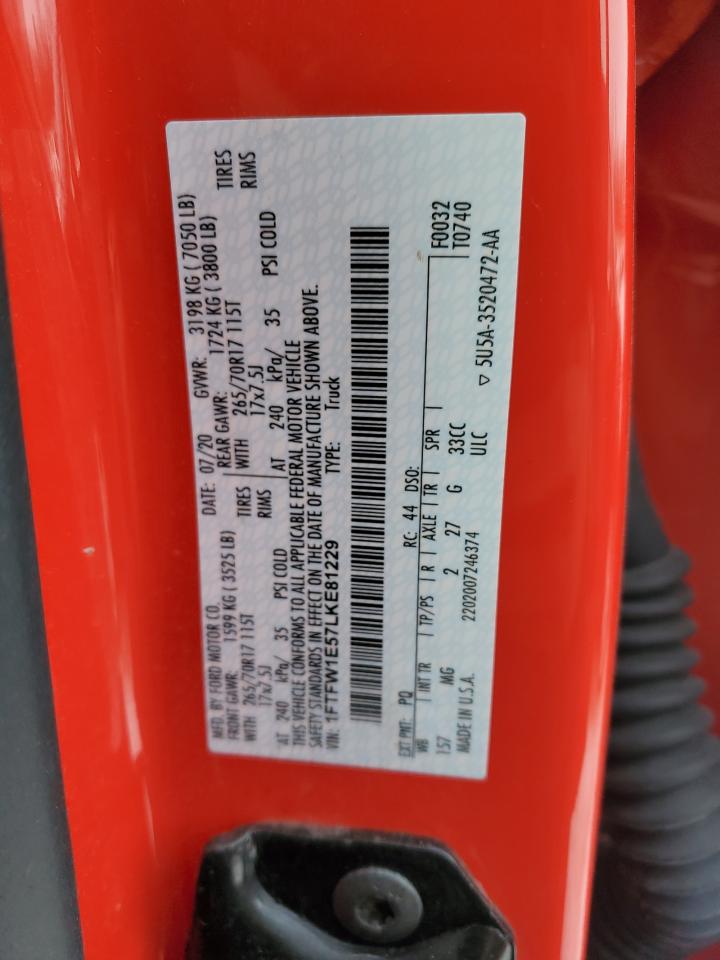 MFD. BY FORD MOTOR CO. DATE: 07/20 GVWR: 3198 KG ( 7050 LB)
FRONT GAWR: 1599 KG ( 3525 LB) REAR GAWR: 1724 KG ( 3800 LB)
WITH 265/70R17 115T TIRES WITH 265/70R17 115T TIRES
17x7.5J RIMS 17x7.5J RIMS
AT 240 kPa/ 35 PSI COLD AT 240 kPa/ 35 PSI COLD
THIS VEHICLE CONFORMS TO ALL APPLICABLE FEDERAL MOTOR VEHICLE
SAFETY STANDARDS IN EFFECT ON THE DATE OF MANUFACTURE SHOWN ABOVE.
VIN: 1FTFW1E57LKE81229 TYPE: Truck
EXT PNT: PQ RC: 44 DSO: F0032
WB | INT TR | TP/PS | R | AXLE | TR | SPR | T0740
157 MG 2 27 G 33CC
MADE IN U.S.A. 2202007246374 ULC ▽ 5U5A-3520472-AA